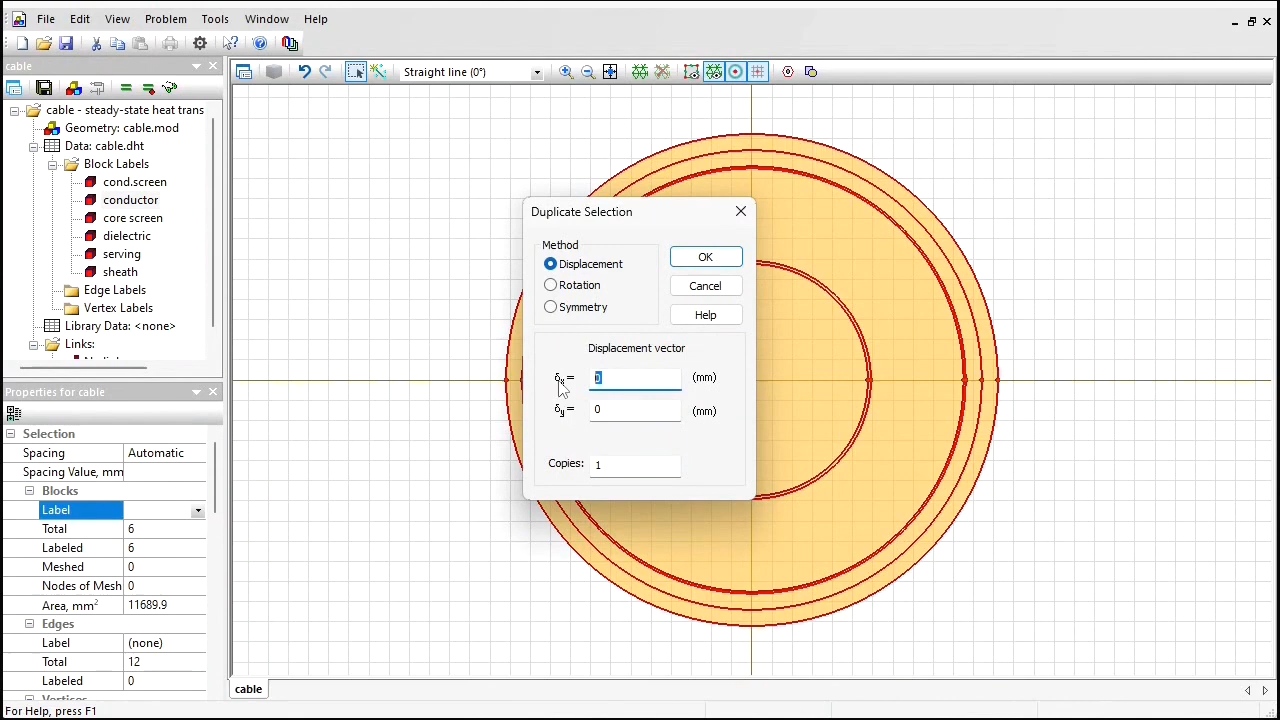 File Edit View Problem Tools Window Help
cable
Straight line (0°)
cable - steady-state heat trans
Geometry: cable.mod
Data: cable.dht
Block Labels
cond.screen
conductor
core screen
dielectric
serving
sheath
Edge Labels
Vertex Labels
Library Data: <none>
Links:
Duplicate Selection
Method
Displacement
Rotation
Symmetry
OK
Cancel
Help
Displacement vector
δx = 0 (mm)
δy = 0 (mm)
Copies: 1
Properties for cable
Selection
Spacing Automatic
Spacing Value, mm
Blocks
Label
Total 6
Labeled 6
Meshed 0
Nodes of Mesh 0
Area, mm² 11689.9
Edges
Label (none)
Total 12
Labeled 0
Vertices
cable
For Help, press F1